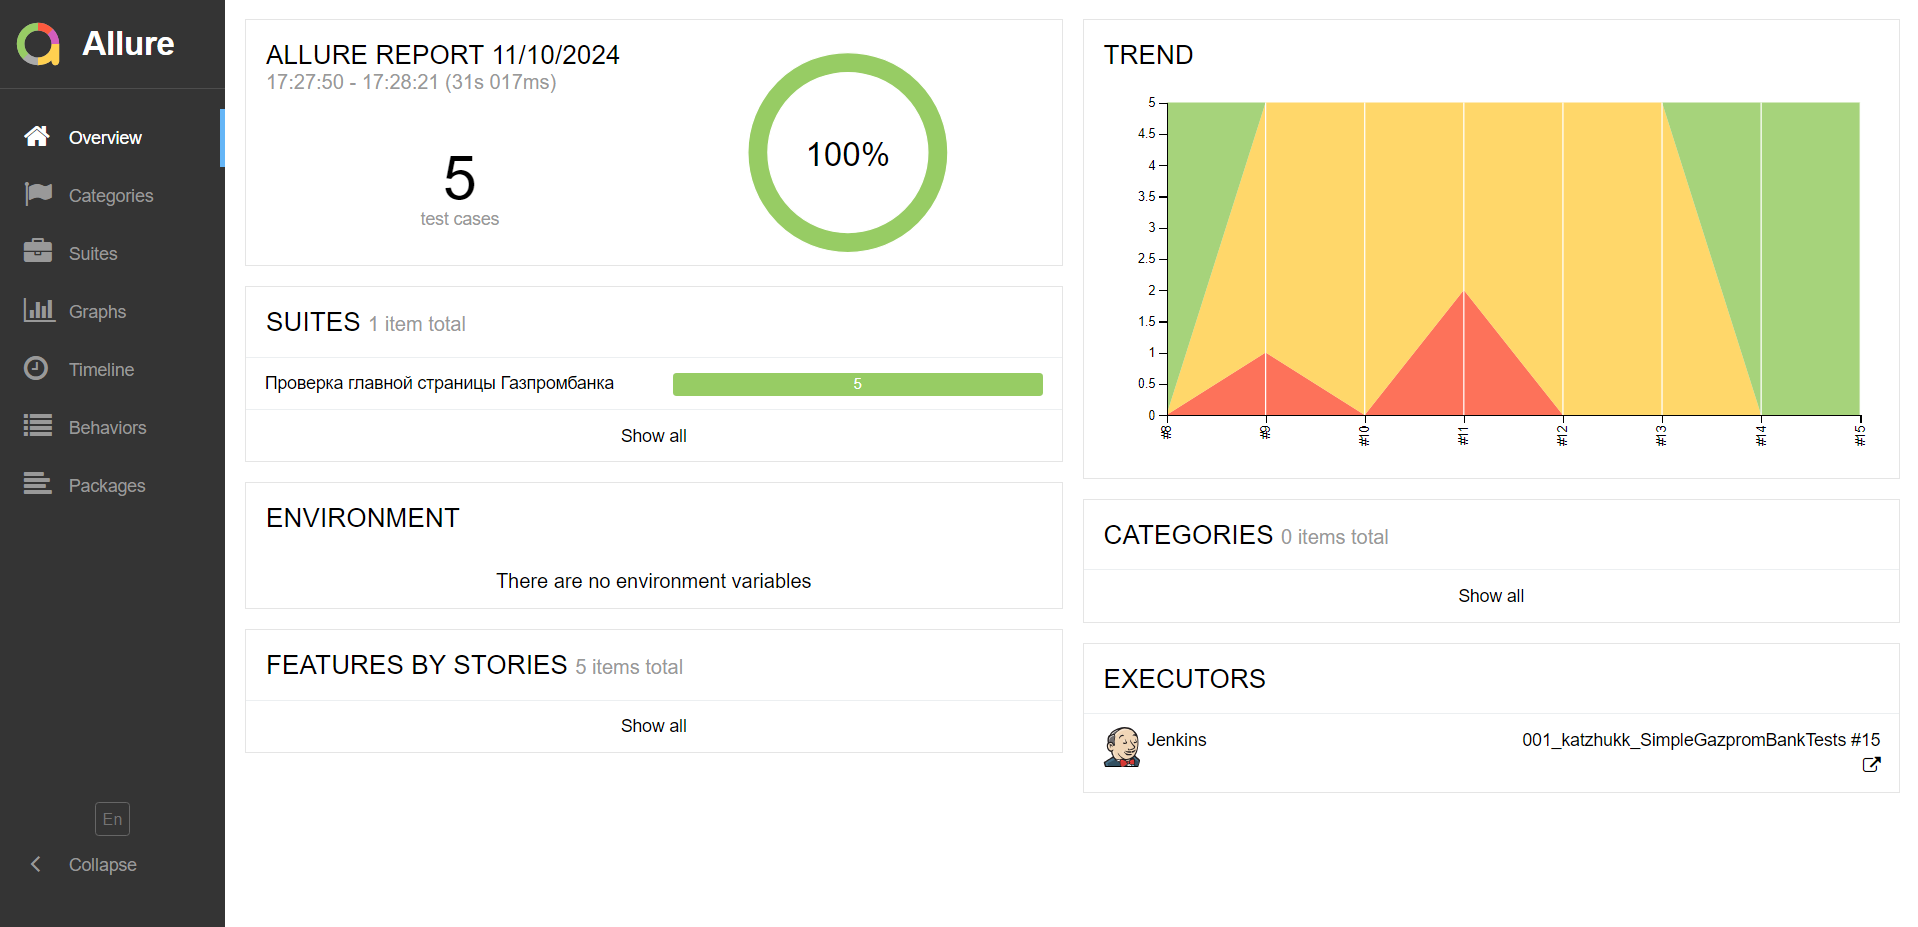 Allure
Overview
Categories
Suites
Graphs
Timeline
Behaviors
Packages
En
Collapse
ALLURE REPORT 11/10/2024
17:27:50 - 17:28:21 (31s 017ms)
5
test cases
100%
SUITES 1 item total
Проверка главной страницы Газпромбанка 5
Show all
ENVIRONMENT
There are no environment variables
FEATURES BY STORIES 5 items total
Show all
TREND
5
4.5
4
3.5
3
2.5
2
1.5
1
0.5
0
#8 #9 #10 #11 #12 #13 #14 #15
CATEGORIES 0 items total
Show all
EXECUTORS
Jenkins 001_katzhukk_SimpleGazpromBankTests #15